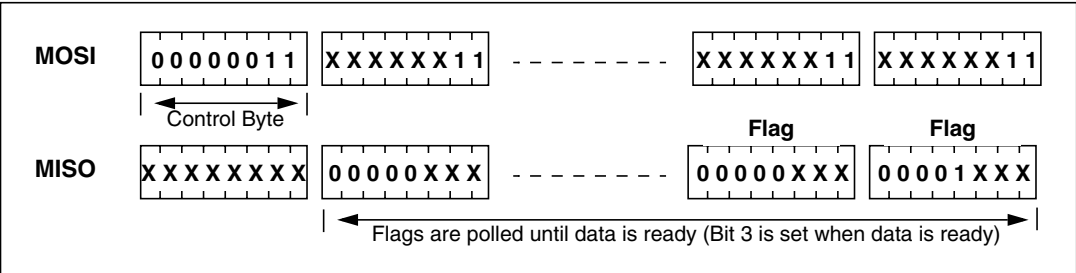 MOSI 0 0 0 0 0 0 1 1 X X X X X X 1 1 X X X X X X 1 1 X X X X X X 1 1
Control Byte
Flag Flag
MISO X X X X X X X X 0 0 0 0 0 X X X 0 0 0 0 0 X X X 0 0 0 0 1 X X X
Flags are polled until data is ready (Bit 3 is set when data is ready)